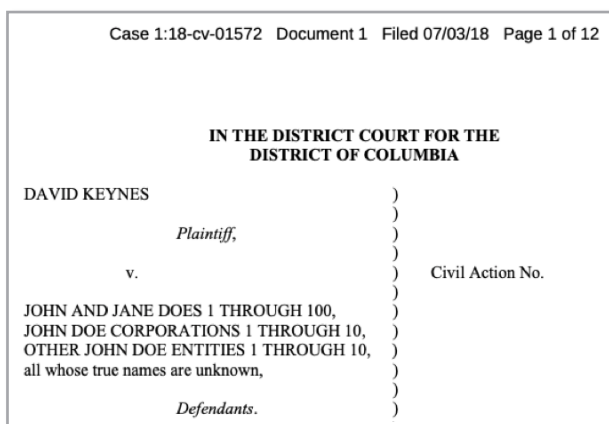 Case 1:18-cv-01572 Document 1 Filed 07/03/18 Page 1 of 12
IN THE DISTRICT COURT FOR THE
DISTRICT OF COLUMBIA
DAVID KEYNES )
)
Plaintiff, )
)
v. ) Civil Action No.
)
JOHN AND JANE DOES 1 THROUGH 100, )
JOHN DOE CORPORATIONS 1 THROUGH 10, )
OTHER JOHN DOE ENTITIES 1 THROUGH 10, )
all whose true names are unknown, )
)
Defendants. )